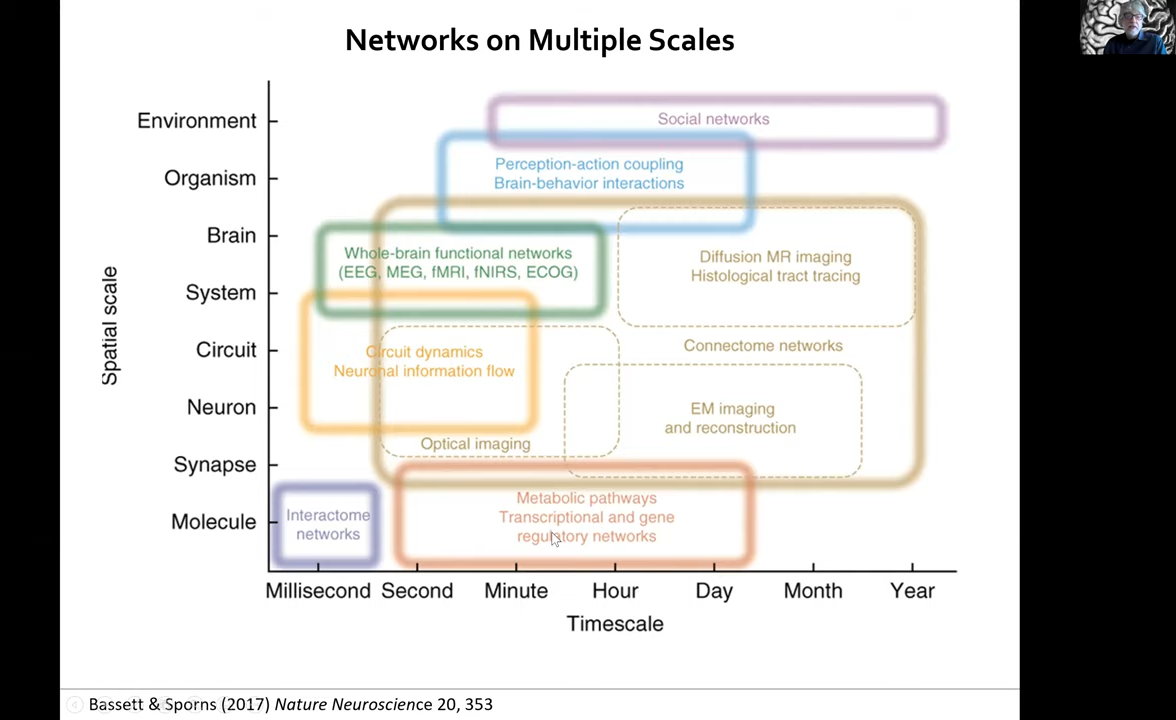 Networks on Multiple Scales
Spatial scale
Environment
Organism
Brain
System
Circuit
Neuron
Synapse
Molecule
Social networks
Perception-action coupling
Brain-behavior interactions
Whole-brain functional networks
(EEG, MEG, fMRI, fNIRS, ECOG)
Diffusion MR imaging
Histological tract tracing
Circuit dynamics
Neuronal information flow
Connectome networks
EM imaging
and reconstruction
Optical imaging
Interactome
networks
Metabolic pathways
Transcriptional and gene
regulatory networks
Millisecond Second Minute Hour Day Month Year
Timescale
Bassett & Sporns (2017) Nature Neuroscience 20, 353